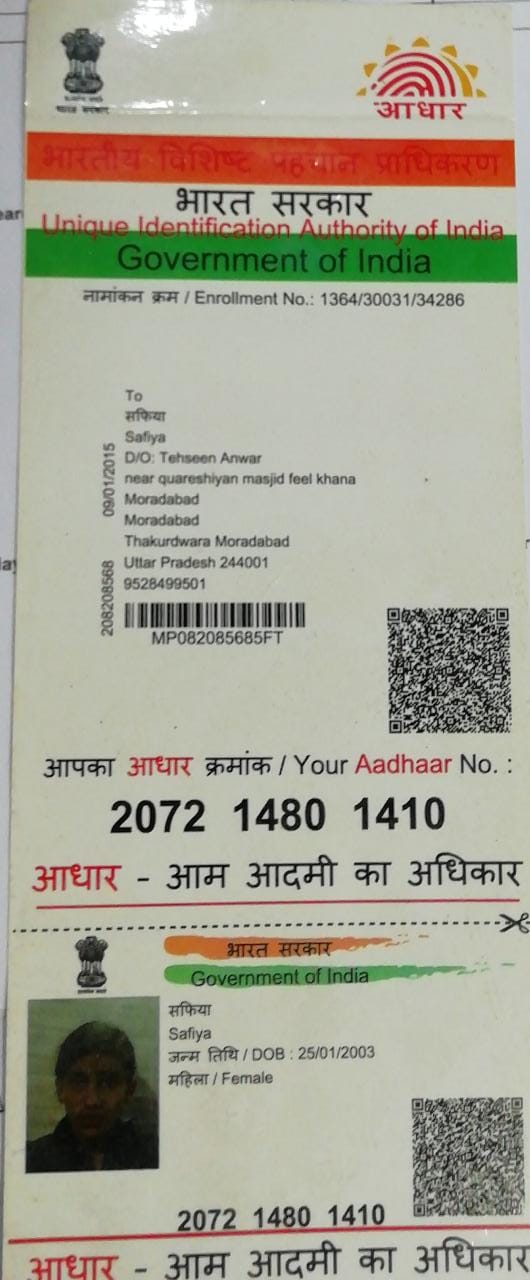 भारत सरकार
आधार
भारतीय विशिष्ट पहचान प्राधिकरण
भारत सरकार
Unique Identification Authority of India
Government of India
नामांकन क्रम / Enrollment No.: 1364/30031/34286
To
सफिया
Safiya
D/O: Tehseen Anwar
near quareshiyan masjid feel khana
Moradabad
Moradabad
Thakurdwara Moradabad
Uttar Pradesh 244001
9528499501
09/01/2015
208208568
MP082085685FT
आपका आधार क्रमांक / Your Aadhaar No. :
2072 1480 1410
आधार - आम आदमी का अधिकार
भारत सरकार
Government of India
सफिया
Safiya
जन्म तिथि / DOB : 25/01/2003
महिला / Female
2072 1480 1410
आधार - आम आदमी का अधिकार